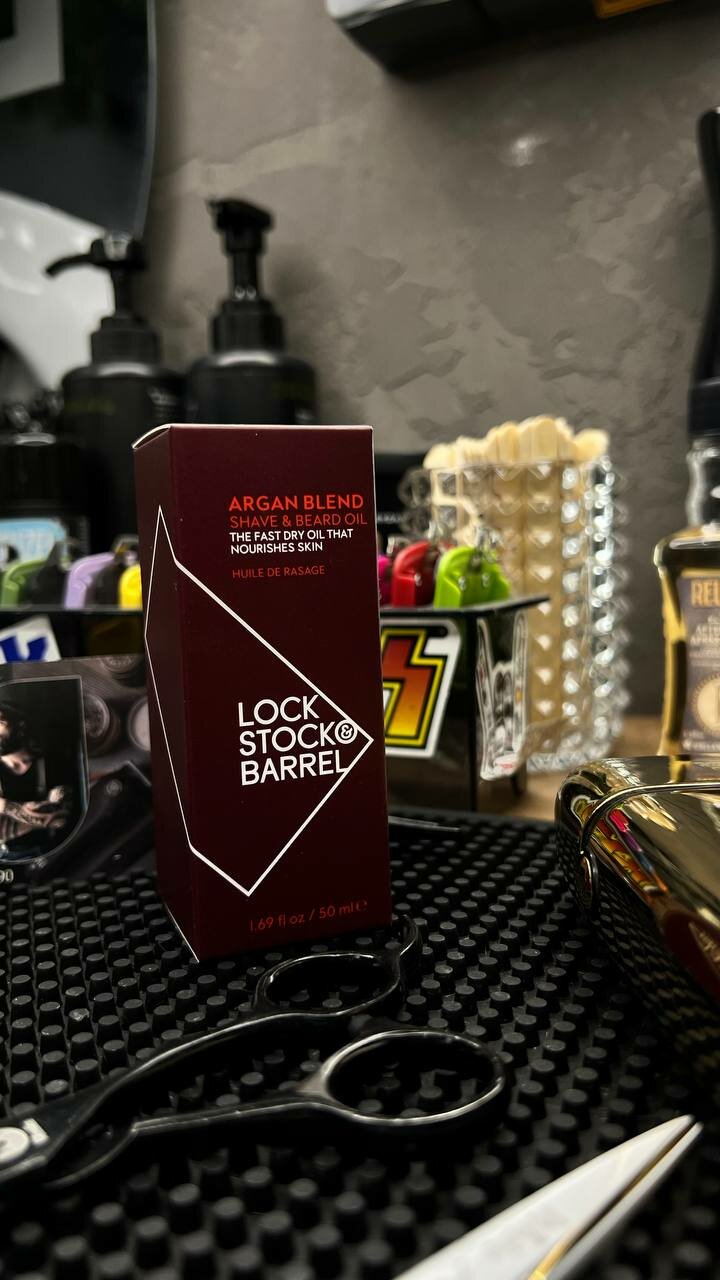 ARGAN BLEND
SHAVE & BEARD OIL
THE FAST DRY OIL THAT
NOURISHES SKIN
HUILE DE RASAGE
LOCK
STOCK &
BARREL
1.69 fl oz / 50 ml ℮